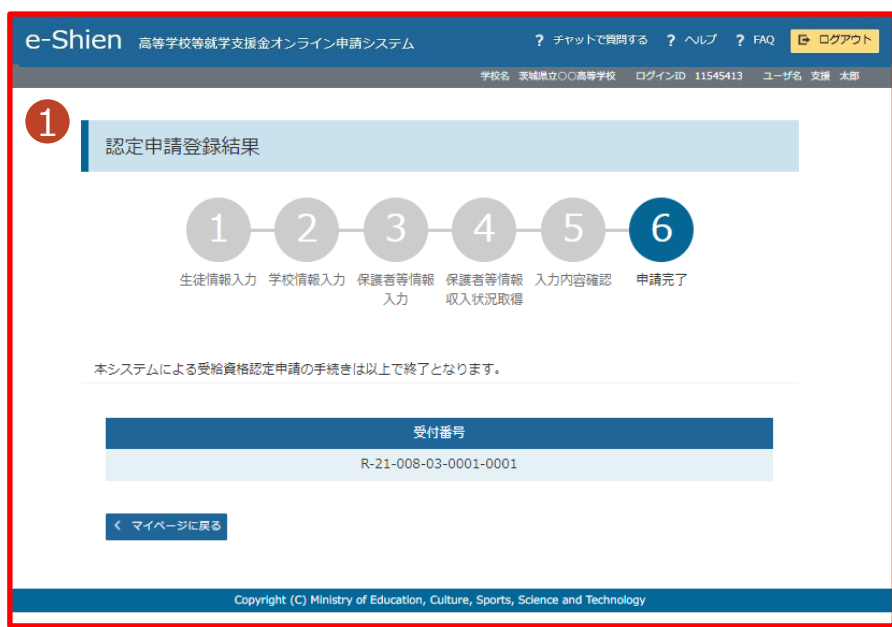 e-Shien 高等学校等就学支援金オンライン申請システム ? チャットで質問する ? ヘルプ ? FAQ ログアウト
学校名 茨城県立○○高等学校 ログインID 11545413 ユーザ名 支援 太郎
1
認定申請登録結果
1 2 3 4 5 6
生徒情報入力 学校情報入力 保護者等情報 保護者等情報 入力内容確認 申請完了
入力 収入状況取得
本システムによる受給資格認定申請の手続きは以上で終了となります。
受付番号
R-21-008-03-0001-0001
マイページに戻る
Copyright (C) Ministry of Education, Culture, Sports, Science and Technology